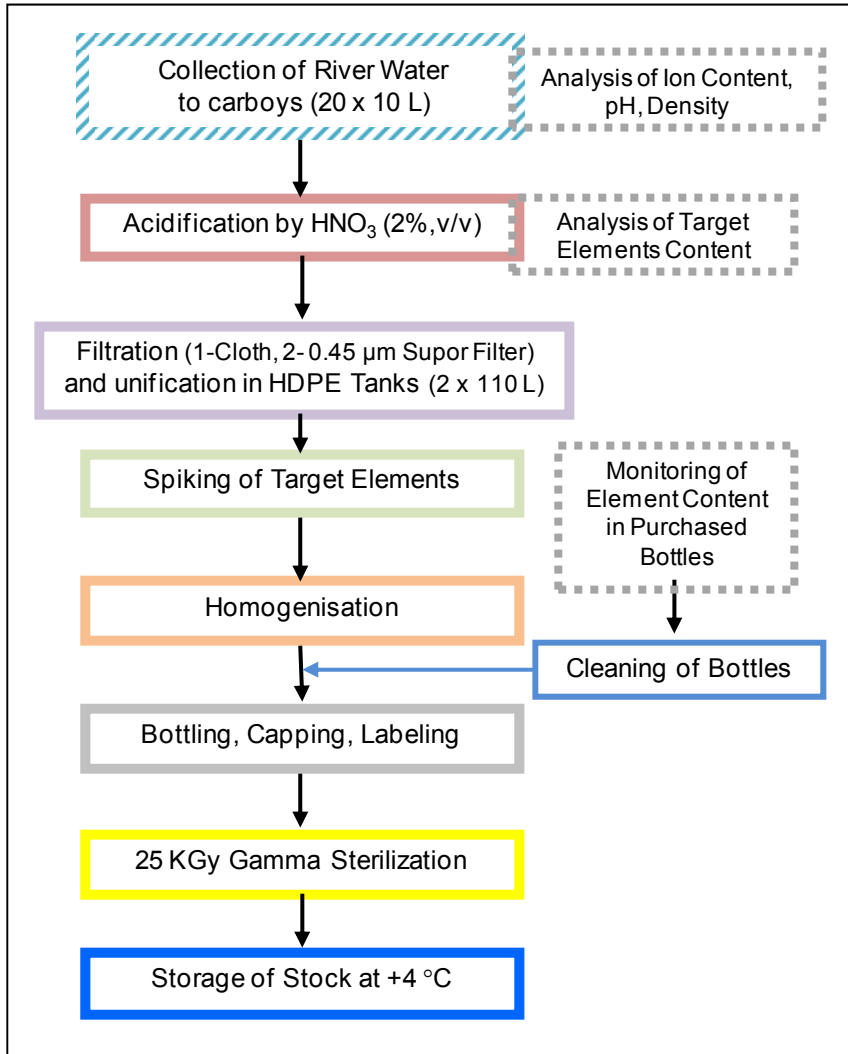 Collection of River Water
to carboys (20 x 10 L)
Analysis of Ion Content,
pH, Density
Acidification by HNO₃ (2%,v/v)
Analysis of Target
Elements Content
Filtration (1-Cloth, 2- 0.45 µm Supor Filter)
and unification in HDPE Tanks (2 x 110 L)
Spiking of Target Elements
Monitoring of
Element Content
in Purchased
Bottles
Homogenisation
Cleaning of Bottles
Bottling, Capping, Labeling
25 KGy Gamma Sterilization
Storage of Stock at +4 °C